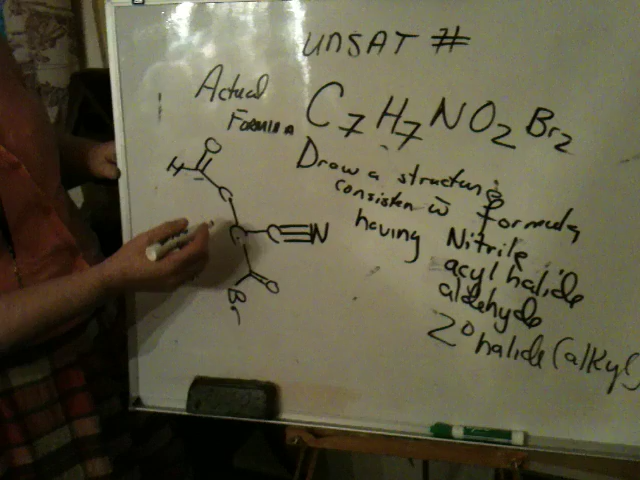 UNSAT #
Actual
Formula
C7H7NO2Br2
Draw a structure
consisten w formula
having Nitrile
acyl halide
aldehyde
2° halide (alkyl)
H O
C
C C≡N
O
Br